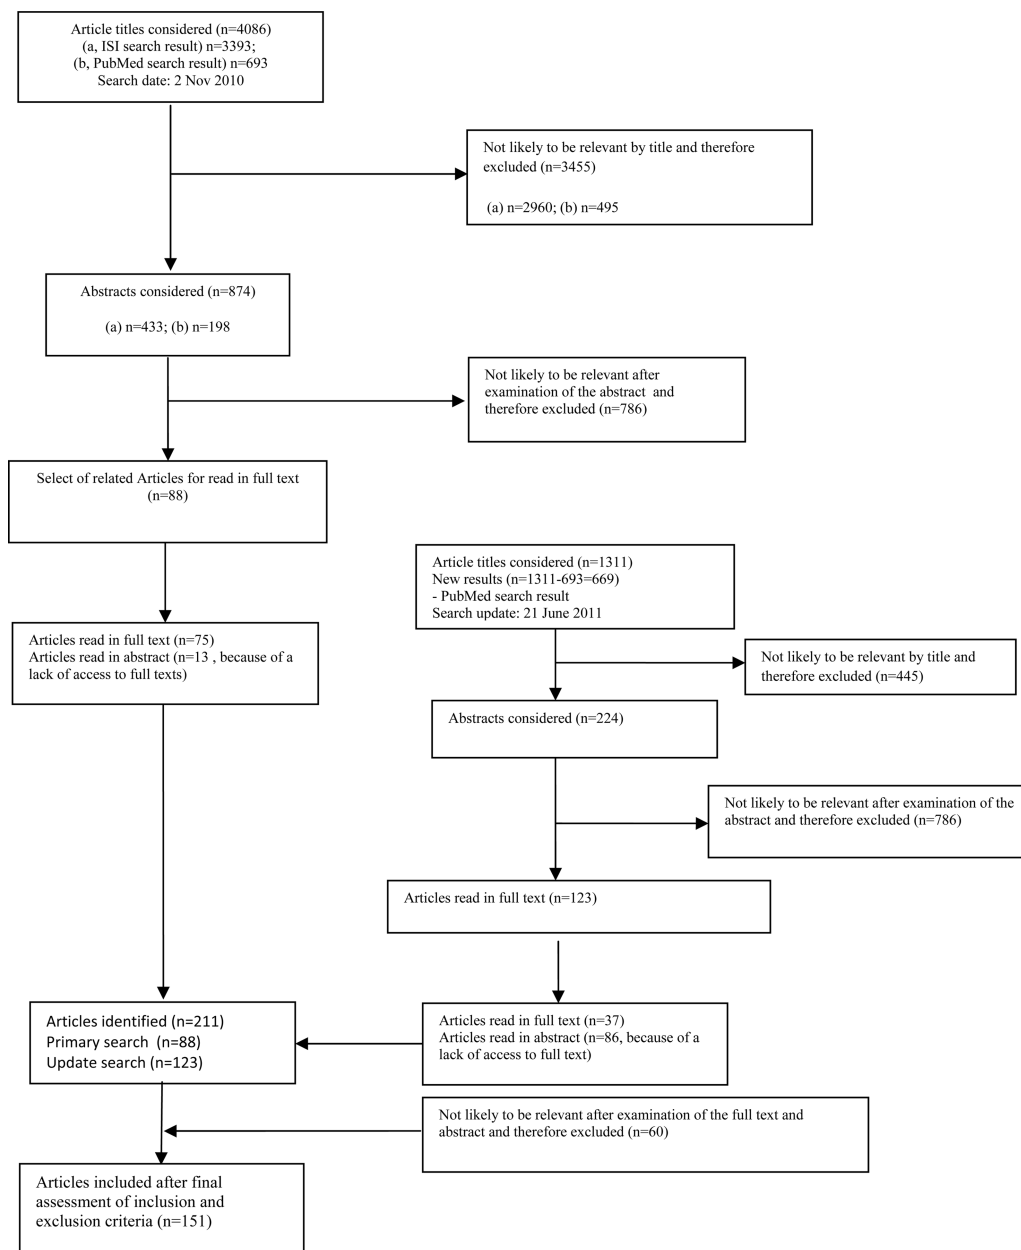 Article titles considered (n=4086)
(a, ISI search result) n=3393;
(b, PubMed search result) n=693
Search date: 2 Nov 2010
Not likely to be relevant by title and therefore
excluded (n=3455)
(a) n=2960; (b) n=495
Abstracts considered (n=874)
(a) n=433; (b) n=198
Not likely to be relevant after
examination of the abstract and
therefore excluded (n=786)
Select of related Articles for read in full text
(n=88)
Article titles considered (n=1311)
New results (n=1311-693=669)
- PubMed search result
Search update: 21 June 2011
Articles read in full text (n=75)
Articles read in abstract (n=13 , because of a
lack of access to full texts)
Not likely to be relevant by title and
therefore excluded (n=445)
Abstracts considered (n=224)
Not likely to be relevant after examination of the
abstract and therefore excluded (n=786)
Articles read in full text (n=123)
Articles identified (n=211)
Primary search (n=88)
Update search (n=123)
Articles read in full text (n=37)
Articles read in abstract (n=86, because of a
lack of access to full text)
Not likely to be relevant after examination of the full text and
abstract and therefore excluded (n=60)
Articles included after final
assessment of inclusion and
exclusion criteria (n=151)